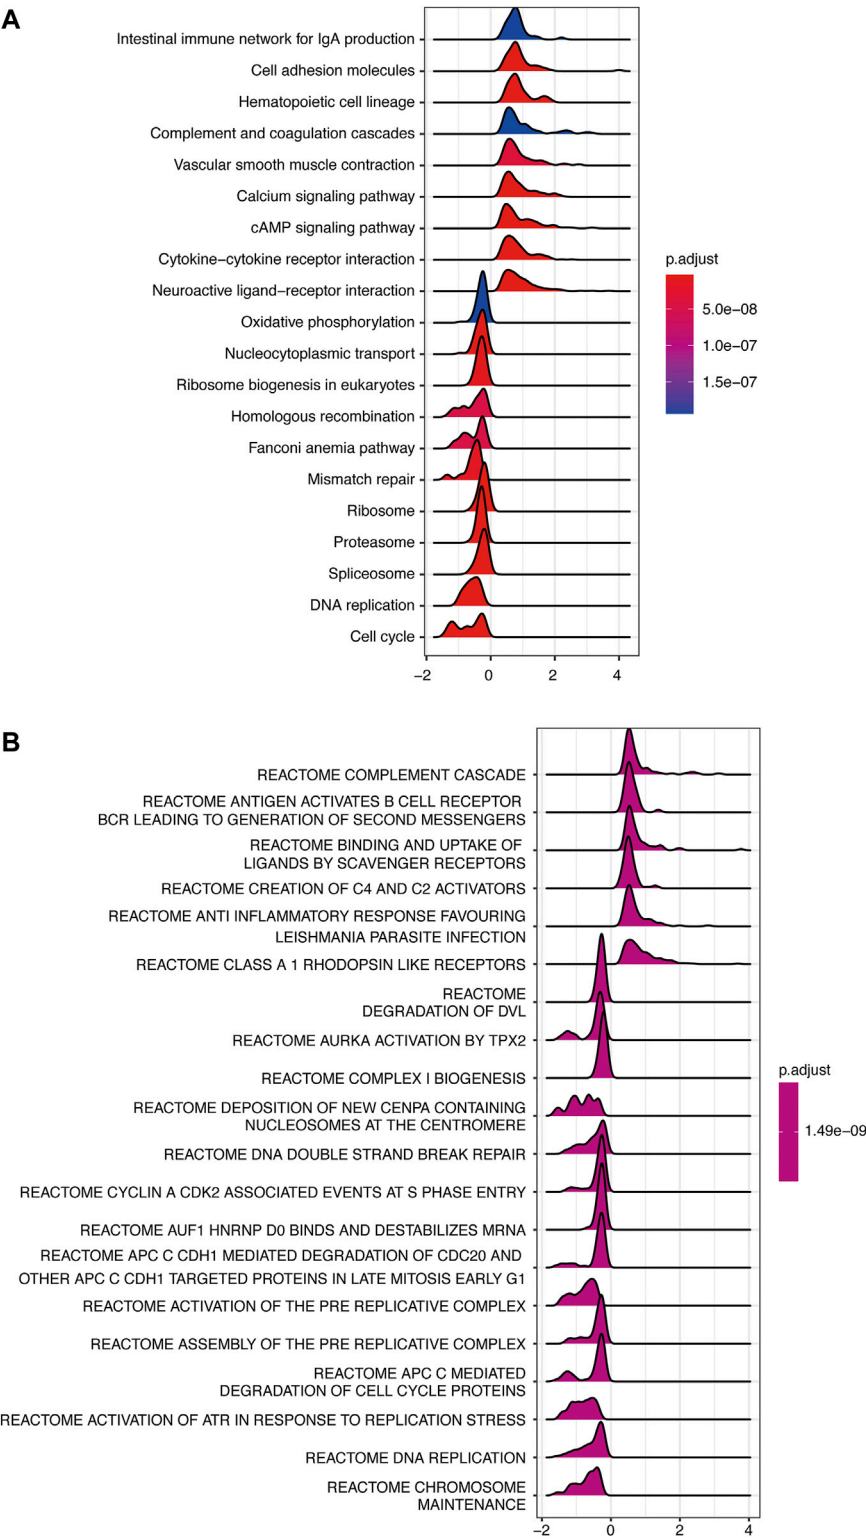 A
Intestinal immune network for IgA production
Cell adhesion molecules
Hematopoietic cell lineage
Complement and coagulation cascades
Vascular smooth muscle contraction
Calcium signaling pathway
cAMP signaling pathway
Cytokine−cytokine receptor interaction
Neuroactive ligand−receptor interaction
Oxidative phosphorylation
Nucleocytoplasmic transport
Ribosome biogenesis in eukaryotes
Homologous recombination
Fanconi anemia pathway
Mismatch repair
Ribosome
Proteasome
Spliceosome
DNA replication
Cell cycle
−2 0 2 4
p.adjust
5.0e−08
1.0e−07
1.5e−07
B
REACTOME COMPLEMENT CASCADE
REACTOME ANTIGEN ACTIVATES B CELL RECEPTOR
BCR LEADING TO GENERATION OF SECOND MESSENGERS
REACTOME BINDING AND UPTAKE OF
LIGANDS BY SCAVENGER RECEPTORS
REACTOME CREATION OF C4 AND C2 ACTIVATORS
REACTOME ANTI INFLAMMATORY RESPONSE FAVOURING
LEISHMANIA PARASITE INFECTION
REACTOME CLASS A 1 RHODOPSIN LIKE RECEPTORS
REACTOME
DEGRADATION OF DVL
REACTOME AURKA ACTIVATION BY TPX2
REACTOME COMPLEX I BIOGENESIS
REACTOME DEPOSITION OF NEW CENPA CONTAINING
NUCLEOSOMES AT THE CENTROMERE
REACTOME DNA DOUBLE STRAND BREAK REPAIR
REACTOME CYCLIN A CDK2 ASSOCIATED EVENTS AT S PHASE ENTRY
REACTOME AUF1 HNRNP D0 BINDS AND DESTABILIZES MRNA
REACTOME APC C CDH1 MEDIATED DEGRADATION OF CDC20 AND
OTHER APC C CDH1 TARGETED PROTEINS IN LATE MITOSIS EARLY G1
REACTOME ACTIVATION OF THE PRE REPLICATIVE COMPLEX
REACTOME ASSEMBLY OF THE PRE REPLICATIVE COMPLEX
REACTOME APC C MEDIATED
DEGRADATION OF CELL CYCLE PROTEINS
REACTOME ACTIVATION OF ATR IN RESPONSE TO REPLICATION STRESS
REACTOME DNA REPLICATION
REACTOME CHROMOSOME
MAINTENANCE
−2 0 2 4
p.adjust
1.49e−09